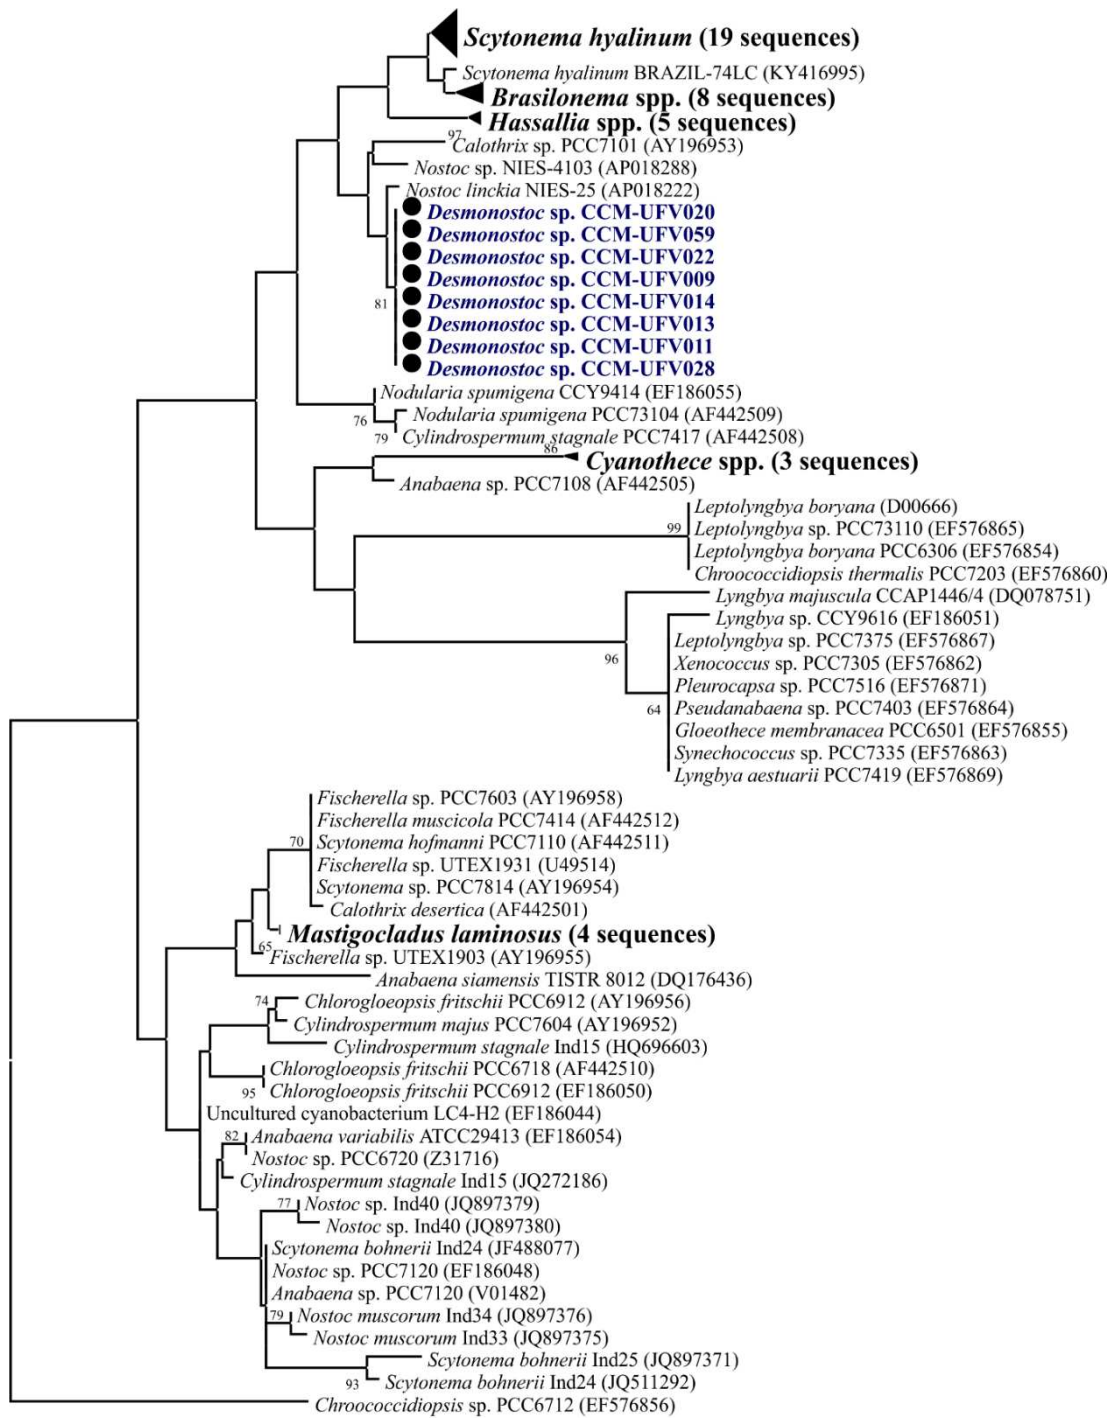 Scytonema hyalinum (19 sequences)
Scytonema hyalinum BRAZIL-74LC (KY416995)
Brasilonema spp. (8 sequences)
Hassallia spp. (5 sequences)
97
Calothrix sp. PCC7101 (AY196953)
Nostoc sp. NIES-4103 (AP018288)
Nostoc linckia NIES-25 (AP018222)
Desmonostoc sp. CCM-UFV020
Desmonostoc sp. CCM-UFV059
Desmonostoc sp. CCM-UFV022
Desmonostoc sp. CCM-UFV009
81
Desmonostoc sp. CCM-UFV014
Desmonostoc sp. CCM-UFV013
Desmonostoc sp. CCM-UFV011
Desmonostoc sp. CCM-UFV028
Nodularia spumigena CCY9414 (EF186055)
76
Nodularia spumigena PCC73104 (AF442509)
79
Cylindrospermum stagnale PCC7417 (AF442508)
86
Cyanothece spp. (3 sequences)
Anabaena sp. PCC7108 (AF442505)
Leptolyngbya boryana (D00666)
99
Leptolyngbya sp. PCC73110 (EF576865)
Leptolyngbya boryana PCC6306 (EF576854)
Chroococcidiopsis thermalis PCC7203 (EF576860)
Lyngbya majuscula CCAP1446/4 (DQ078751)
Lyngbya sp. CCY9616 (EF186051)
Leptolyngbya sp. PCC7375 (EF576867)
96
Xenococcus sp. PCC7305 (EF576862)
Pleurocapsa sp. PCC7516 (EF576871)
64
Pseudanabaena sp. PCC7403 (EF576864)
Gloeothece membranacea PCC6501 (EF576855)
Synechococcus sp. PCC7335 (EF576863)
Lyngbya aestuarii PCC7419 (EF576869)
Fischerella sp. PCC7603 (AY196958)
Fischerella muscicola PCC7414 (AF442512)
70
Scytonema hofmanni PCC7110 (AF442511)
Fischerella sp. UTEX1931 (U49514)
Scytonema sp. PCC7814 (AY196954)
Calothrix desertica (AF442501)
Mastigocladus laminosus (4 sequences)
65
Fischerella sp. UTEX1903 (AY196955)
Anabaena siamensis TISTR 8012 (DQ176436)
74
Chlorogloeopsis fritschii PCC6912 (AY196956)
Cylindrospermum majus PCC7604 (AY196952)
Cylindrospermum stagnale Ind15 (HQ696603)
Chlorogloeopsis fritschii PCC6718 (AF442510)
95
Chlorogloeopsis fritschii PCC6912 (EF186050)
Uncultured cyanobacterium LC4-H2 (EF186044)
82
Anabaena variabilis ATCC29413 (EF186054)
Nostoc sp. PCC6720 (Z31716)
Cylindrospermum stagnale Ind15 (JQ272186)
77
Nostoc sp. Ind40 (JQ897379)
Nostoc sp. Ind40 (JQ897380)
Scytonema bohnerii Ind24 (JF488077)
Nostoc sp. PCC7120 (EF186048)
Anabaena sp. PCC7120 (V01482)
79
Nostoc muscorum Ind34 (JQ897376)
Nostoc muscorum Ind33 (JQ897375)
Scytonema bohnerii Ind25 (JQ897371)
93
Scytonema bohnerii Ind24 (JQ511292)
Chroococcidiopsis sp. PCC6712 (EF576856)